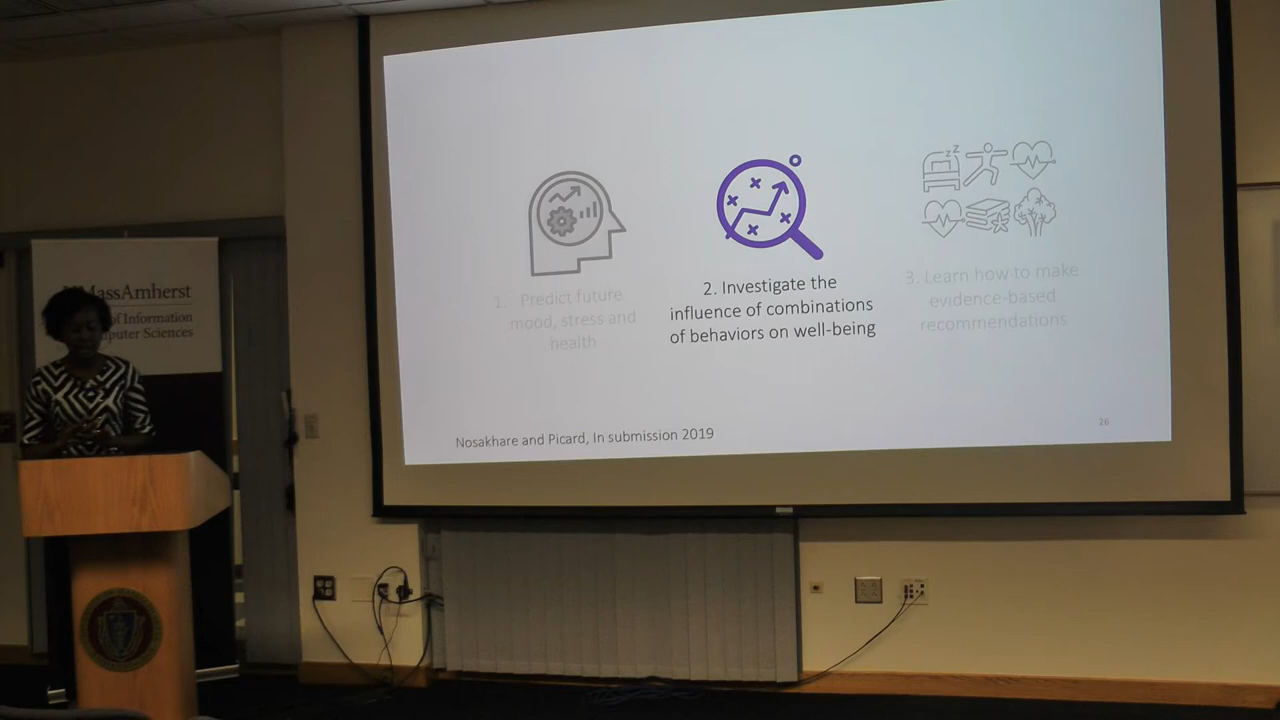 MassAmherst
of Information
puter Sciences
1. Predict future
mood, stress and
health
2. Investigate the
influence of combinations
of behaviors on well-being
3. Learn how to make
evidence-based
recommendations
Nosakhare and Picard, In submission 2019
26